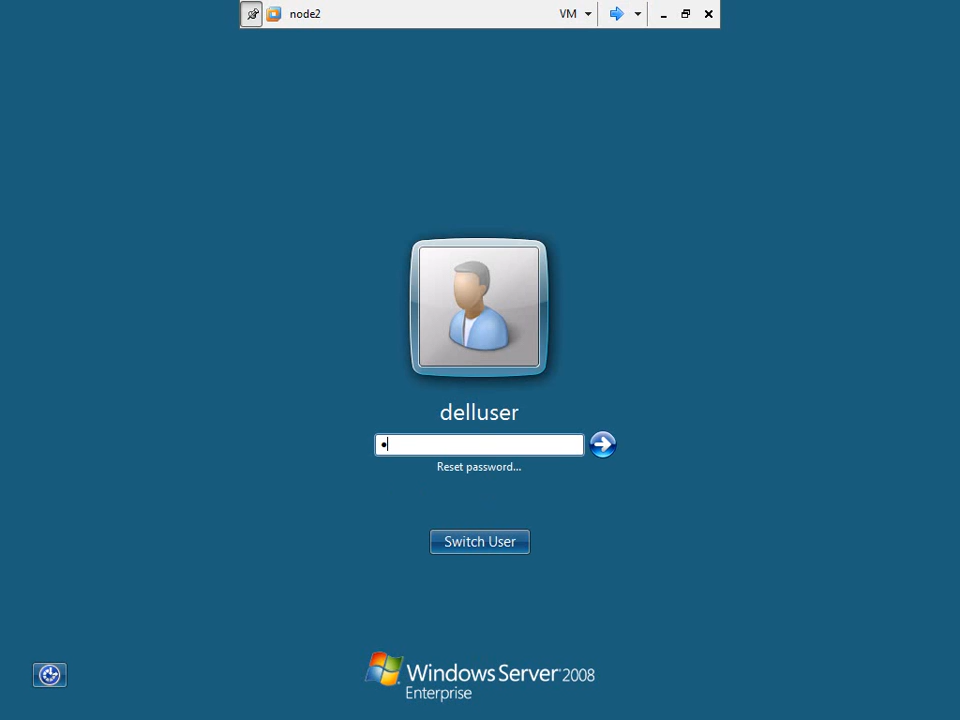 node2
VM
delluser
Reset password...
Switch User
Windows Server 2008
Enterprise